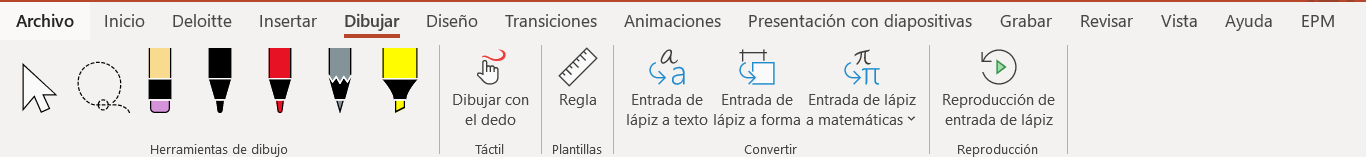 Archivo Inicio Deloitte Insertar Dibujar Diseño Transiciones Animaciones Presentación con diapositivas Grabar Revisar Vista Ayuda EPM
Dibujar con
el dedo
Regla
Entrada de
lápiz a texto
Entrada de
lápiz a forma
Entrada de lápiz
a matemáticas
Reproducción de
entrada de lápiz
Herramientas de dibujo
Táctil
Plantillas
Convertir
Reproducción